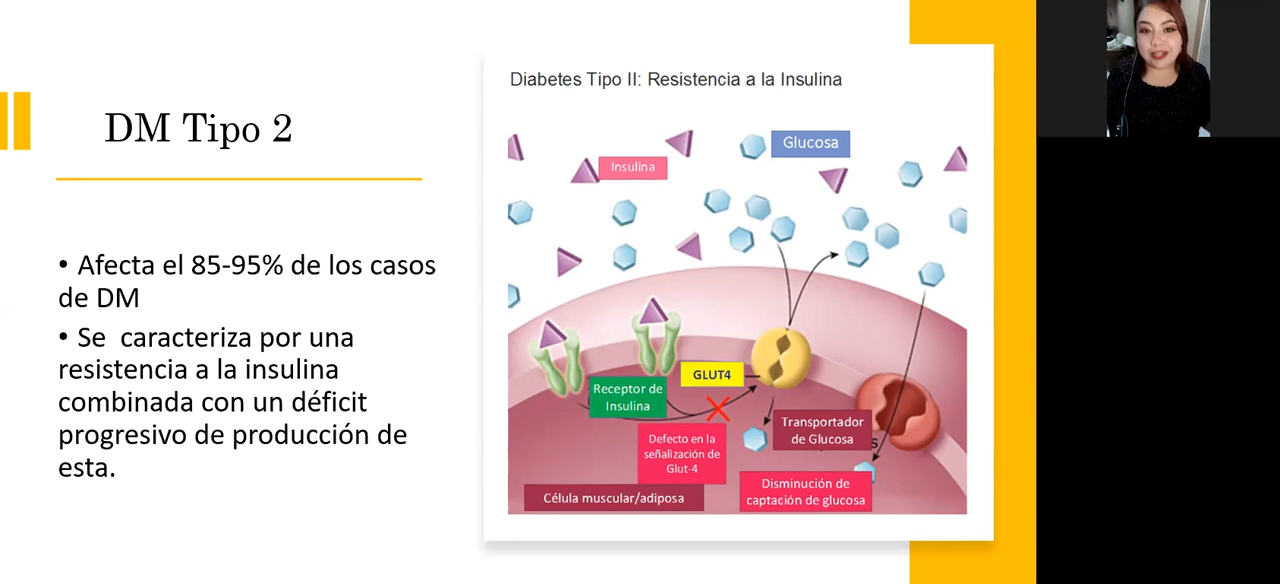 DM Tipo 2
• Afecta el 85-95% de los casos
de DM
• Se caracteriza por una
resistencia a la insulina
combinada con un déficit
progresivo de producción de
esta.
Diabetes Tipo II: Resistencia a la Insulina
Glucosa
Insulina
GLUT4
Receptor de
Insulina
Transportador
de Glucosa
s
Defecto en la
señalización de
Glut-4
Disminución de
captación de glucosa
Célula muscular/adiposa